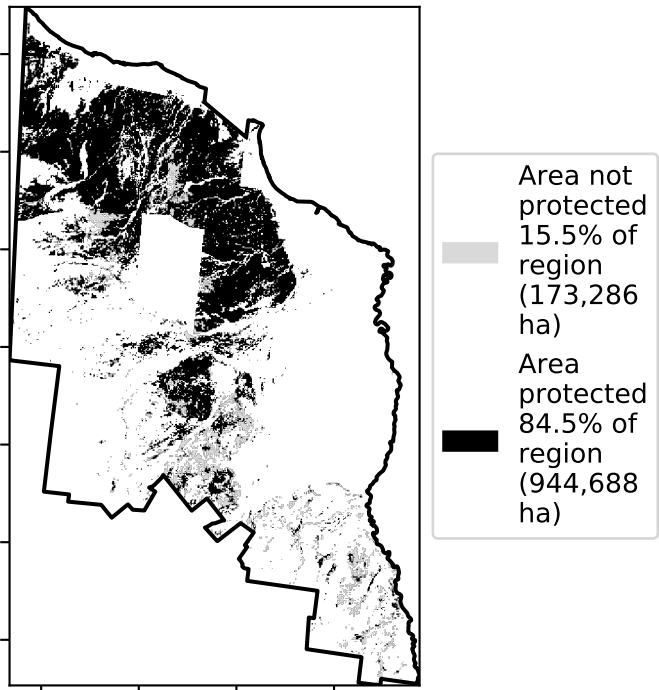 Area not
protected
15.5% of
region
(173,286
ha)
Area
protected
84.5% of
region
(944,688
ha)